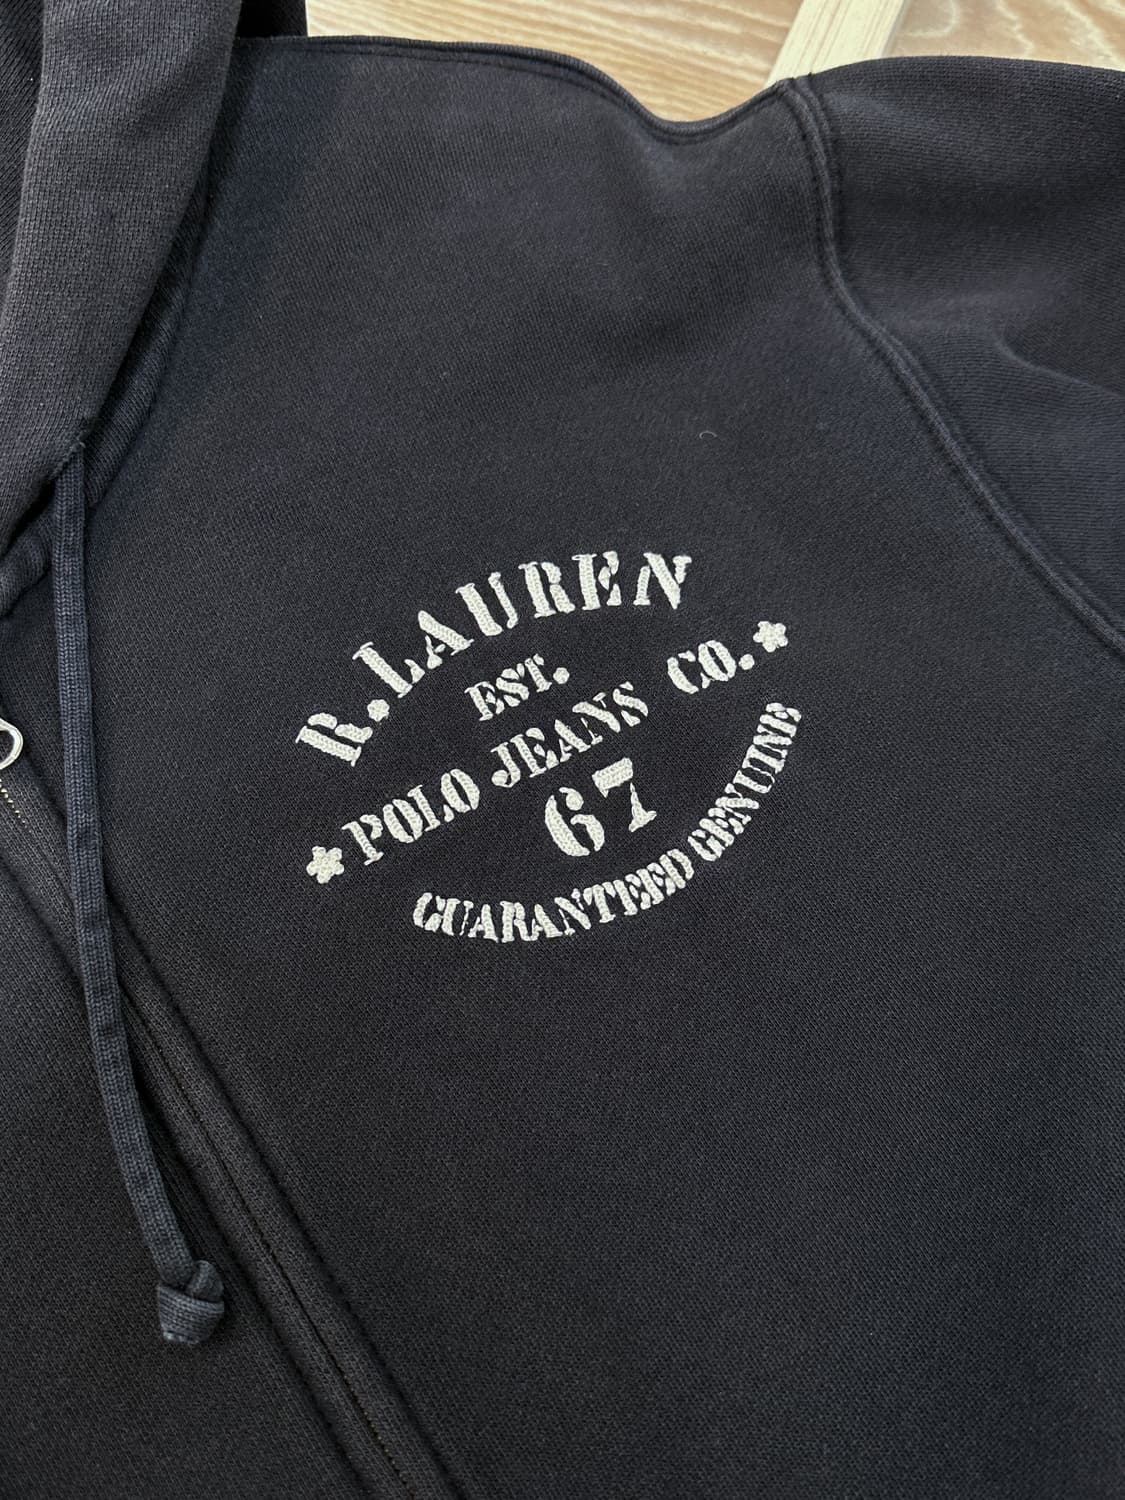 R.LAUREN
EST.
POLO JEANS CO.
67
GUARANTEED GENUINE